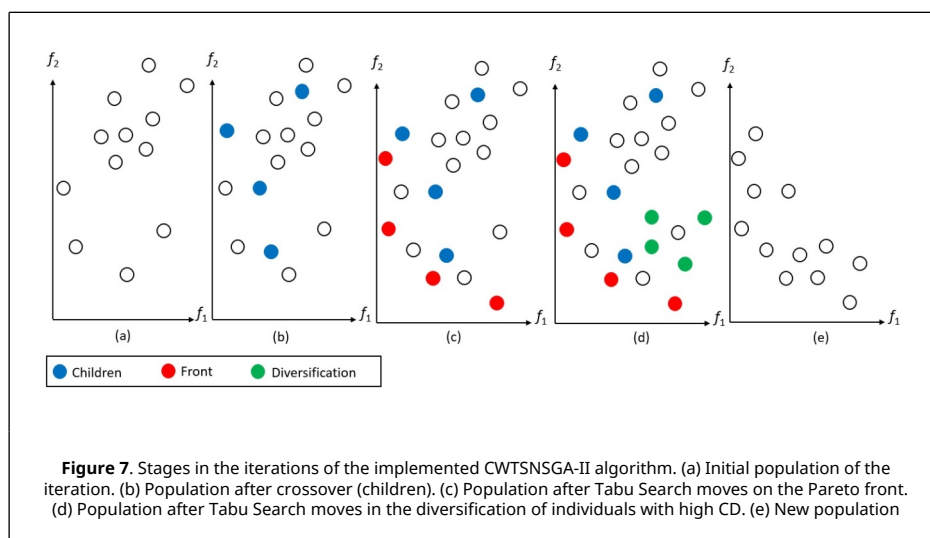 f2 f2 f2 f2 f2
f1 f1 f1 f1 f1
(a) (b) (c) (d) (e)
Children Front Diversification
Figure 7. Stages in the iterations of the implemented CWTSNSGA-II algorithm. (a) Initial population of the
iteration. (b) Population after crossover (children). (c) Population after Tabu Search moves on the Pareto front.
(d) Population after Tabu Search moves in the diversification of individuals with high CD. (e) New population